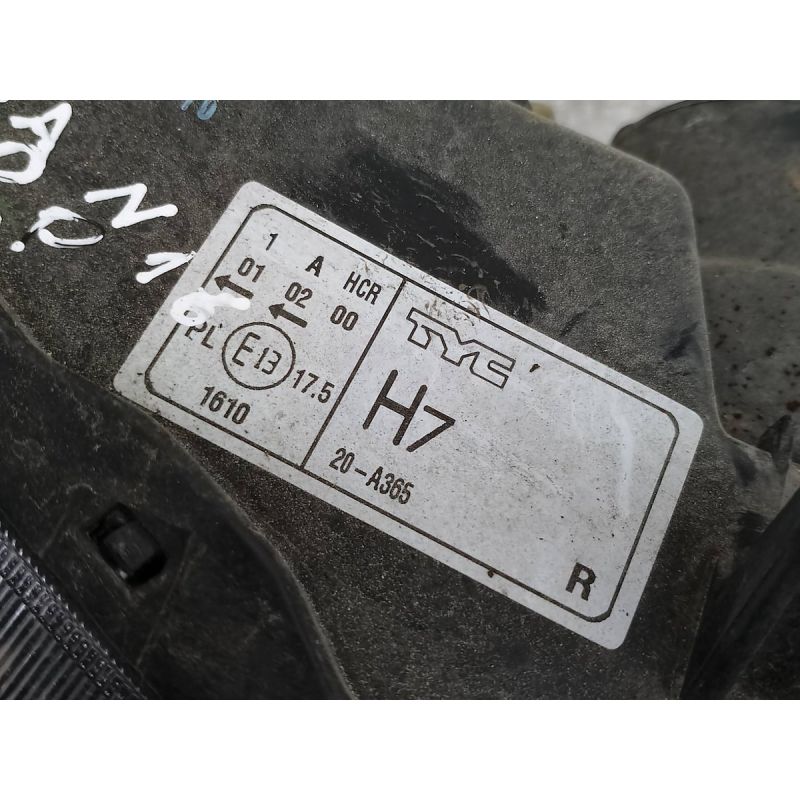 1 A HCR
01 02 00
PL E13 17.5
1610
TYC
H7
20-A365
R